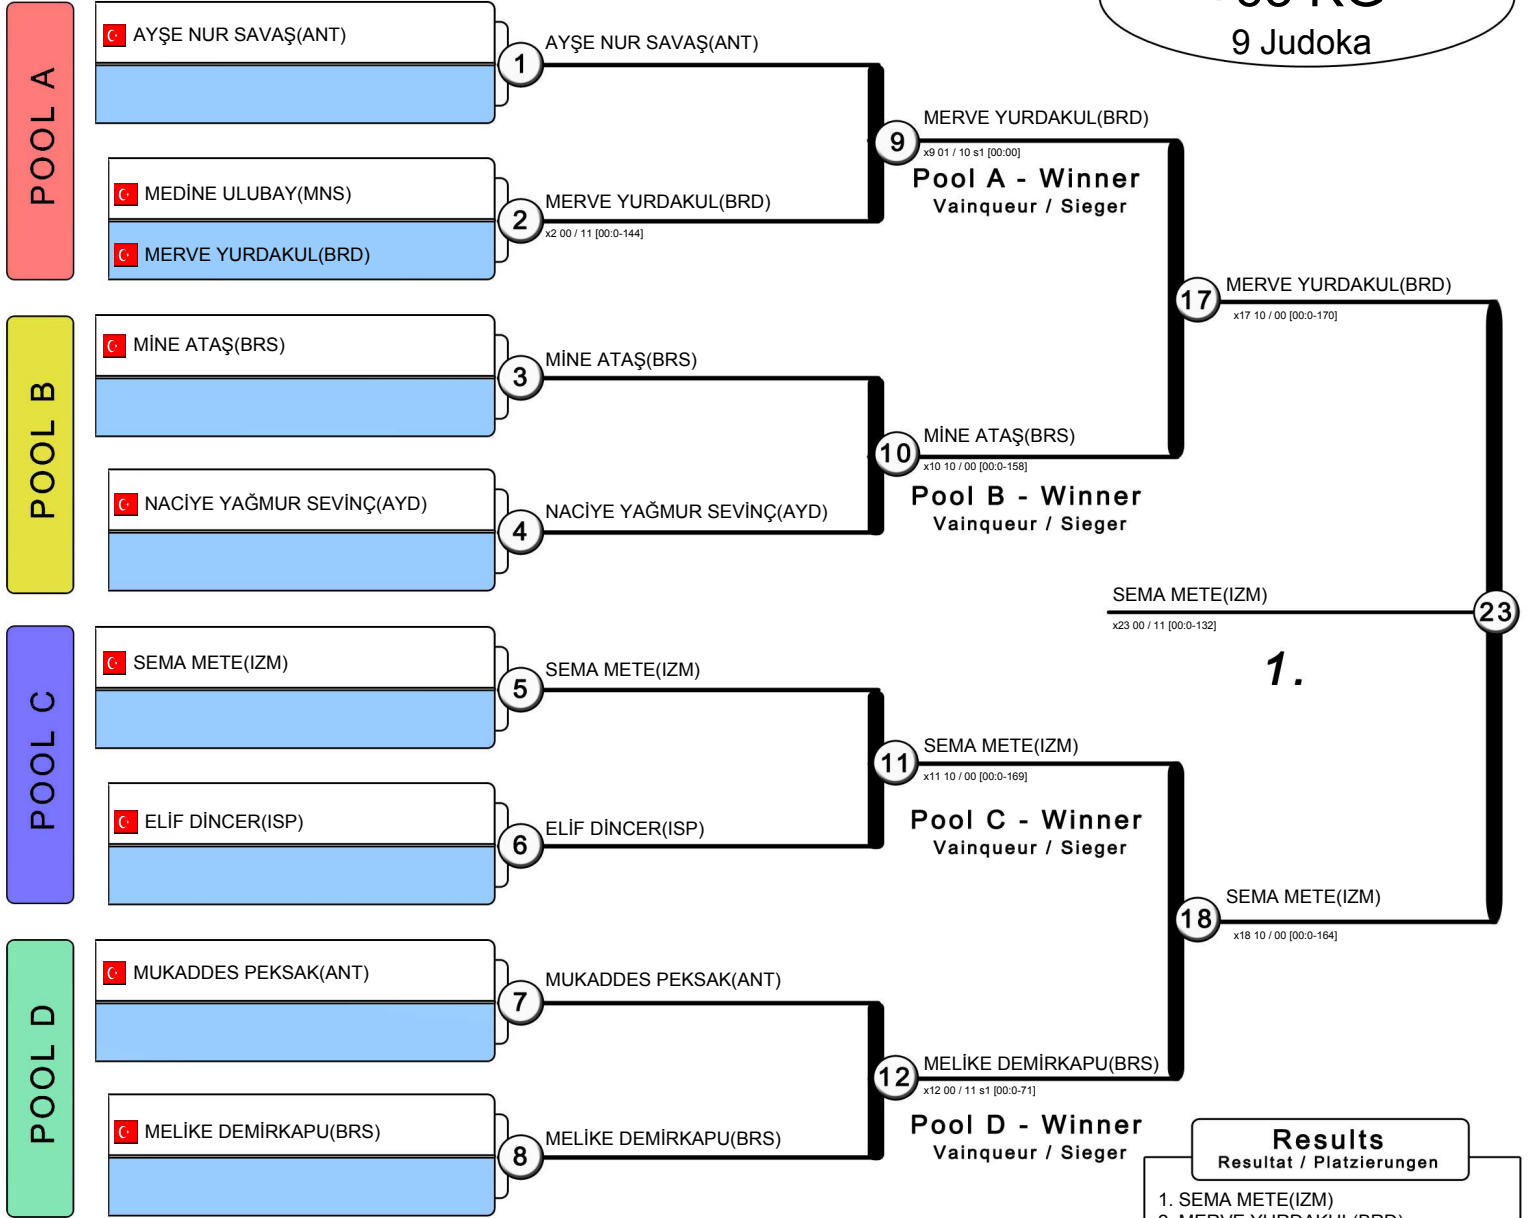 KG
9 Judoka
POOL A
AYŞE NUR SAVAŞ(ANT)
1
AYŞE NUR SAVAŞ(ANT)
MEDİNE ULUBAY(MNS)
MERVE YURDAKUL(BRD)
2
MERVE YURDAKUL(BRD)
x2 00 / 11 [00:0-144]
9
MERVE YURDAKUL(BRD)
x9 01 / 10 s1 [00:00]
Pool A - Winner
Vainqueur / Sieger
POOL B
MİNE ATAŞ(BRS)
3
MİNE ATAŞ(BRS)
NACİYE YAĞMUR SEVİNÇ(AYD)
4
NACİYE YAĞMUR SEVİNÇ(AYD)
10
MİNE ATAŞ(BRS)
x10 10 / 00 [00:0-158]
Pool B - Winner
Vainqueur / Sieger
17
MERVE YURDAKUL(BRD)
x17 10 / 00 [00:0-170]
POOL C
SEMA METE(IZM)
5
SEMA METE(IZM)
ELİF DİNCER(ISP)
6
ELİF DİNCER(ISP)
11
SEMA METE(IZM)
x11 10 / 00 [00:0-169]
Pool C - Winner
Vainqueur / Sieger
POOL D
MUKADDES PEKSAK(ANT)
7
MUKADDES PEKSAK(ANT)
MELİKE DEMİRKAPU(BRS)
8
MELİKE DEMİRKAPU(BRS)
12
MELİKE DEMİRKAPU(BRS)
x12 00 / 11 s1 [00:0-71]
Pool D - Winner
Vainqueur / Sieger
18
SEMA METE(IZM)
x18 10 / 00 [00:0-164]
SEMA METE(IZM)
x23 00 / 11 [00:0-132]
23
1.
Results
Resultat / Platzierungen
1. SEMA METE(IZM)
2. MERVE YURDAKUL(BRD)